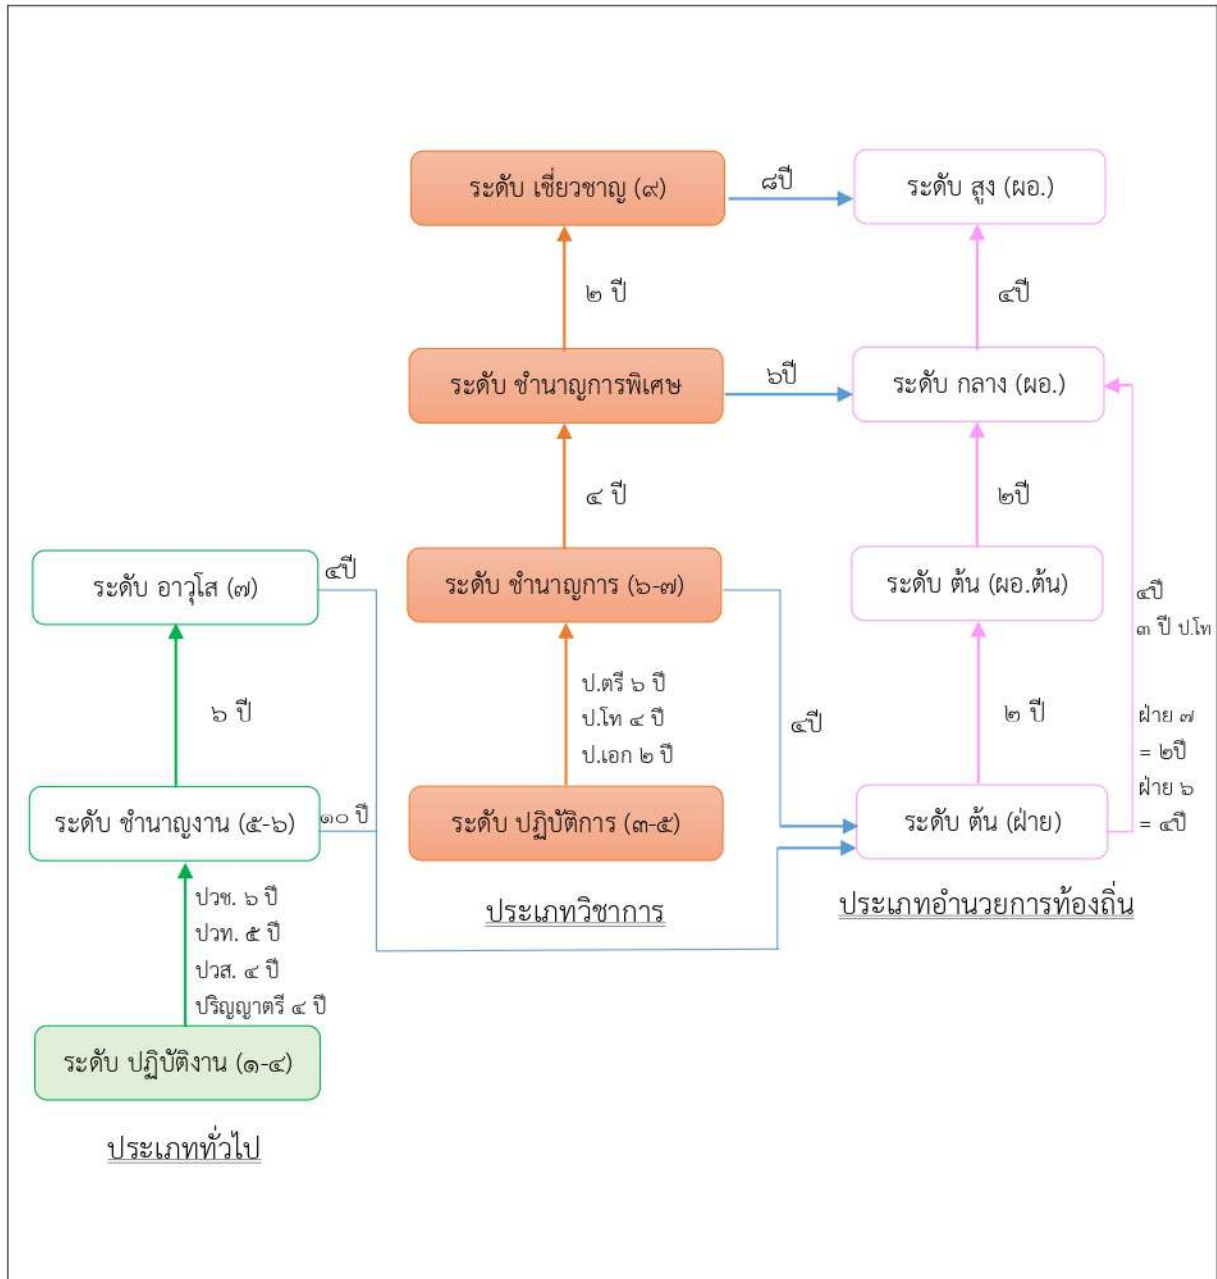 ระดับ เชี่ยวชาญ (๙)
๘ปี
ระดับ สูง (ผอ.)
๒ ปี
๔ปี
ระดับ ชำนาญการพิเศษ
๖ปี
ระดับ กลาง (ผอ.)
๔ ปี
๒ปี
ระดับ อาวุโส (๗)
๔ปี
ระดับ ชำนาญการ (๖-๗)
ระดับ ต้น (ผอ.ต้น)
๔ปี
๓ ปี ป.โท
๖ ปี
ป.ตรี ๖ ปี
ป.โท ๔ ปี
ป.เอก ๒ ปี
๔ปี
๒ ปี
ฝ่าย ๗
= ๒ปี
ฝ่าย ๖
= ๔ปี
ระดับ ชำนาญงาน (๕-๖)
๑๐ ปี
ระดับ ปฏิบัติการ (๓-๕)
ระดับ ต้น (ฝ่าย)
ปวช. ๖ ปี
ปวท. ๕ ปี
ปวส. ๔ ปี
ปริญญาตรี ๔ ปี
ประเภทวิชาการ
ประเภทอำนวยการท้องถิ่น
ระดับ ปฏิบัติงาน (๑-๔)
ประเภททั่วไป